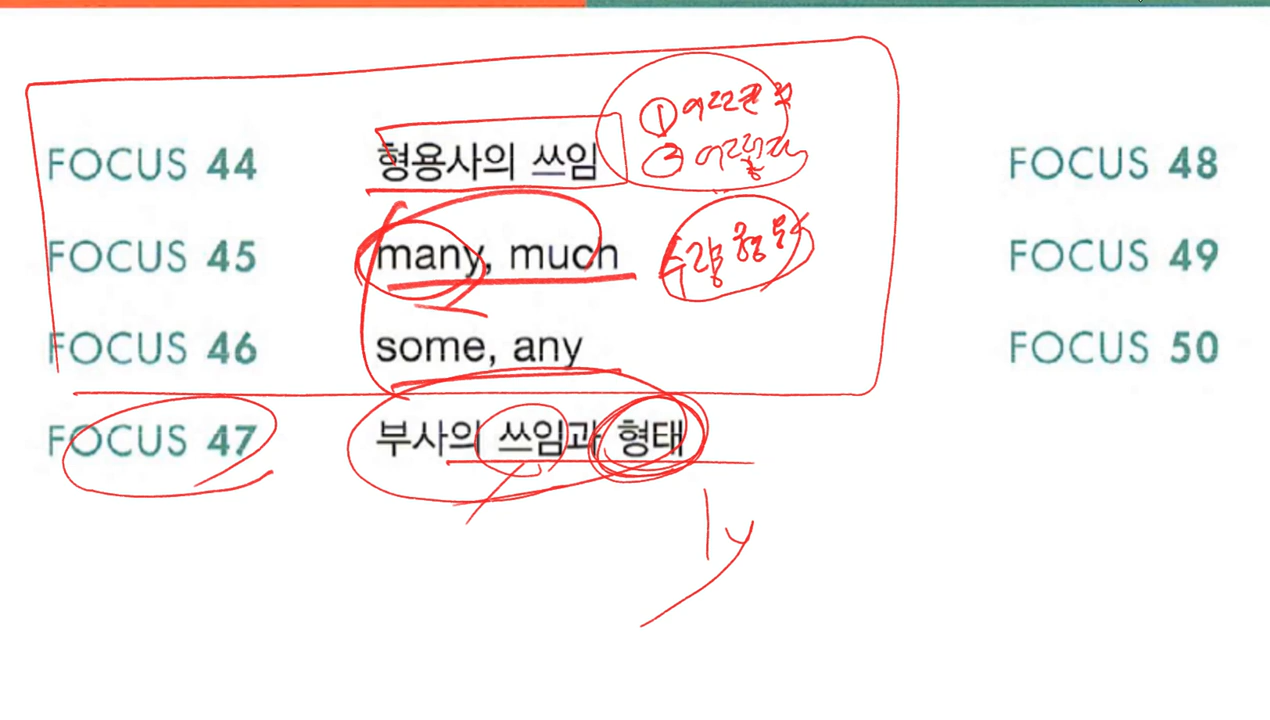 FOCUS 44 형용사의 쓰임
FOCUS 45 many, much 수량형용사
FOCUS 46 some, any
FOCUS 47 부사의 쓰임과 형태
ly
FOCUS 48
FOCUS 49
FOCUS 50